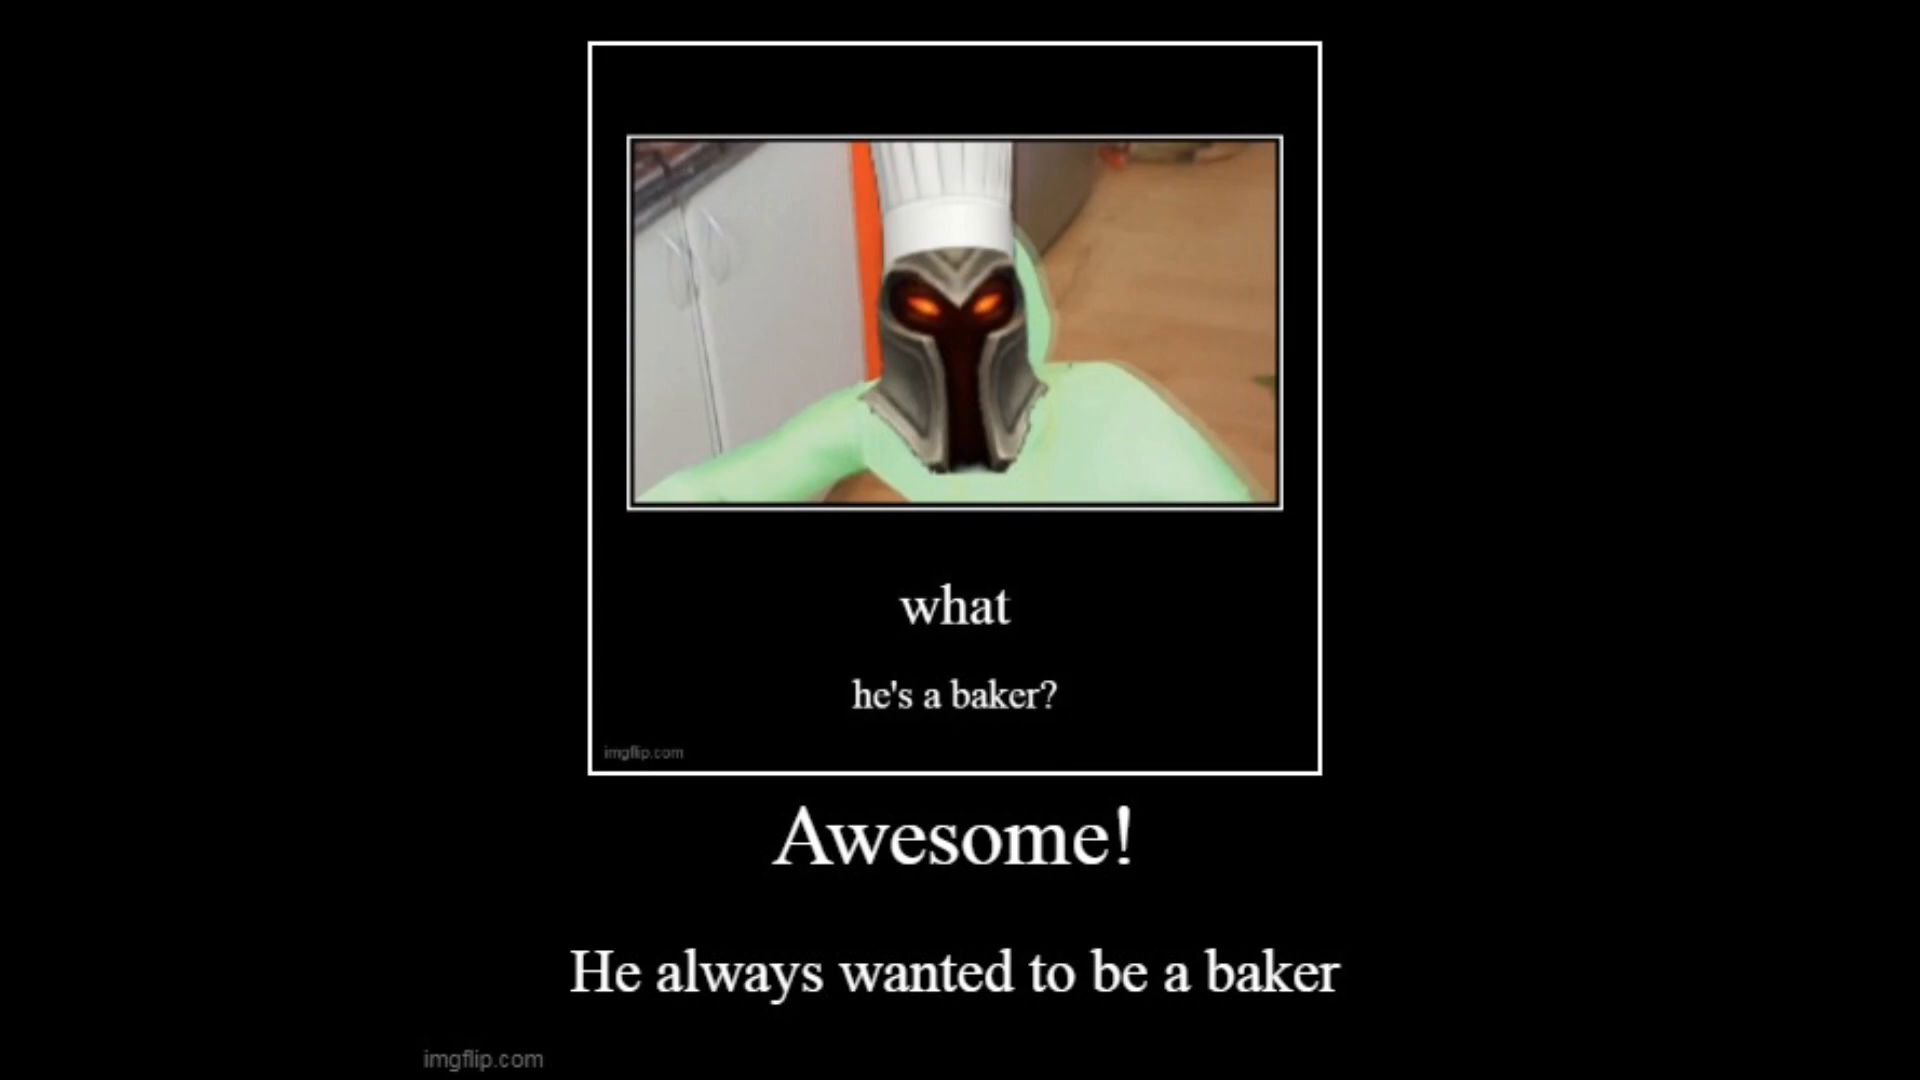 what
he's a baker?
imgflip.com
Awesome!
He always wanted to be a baker
imgflip.com